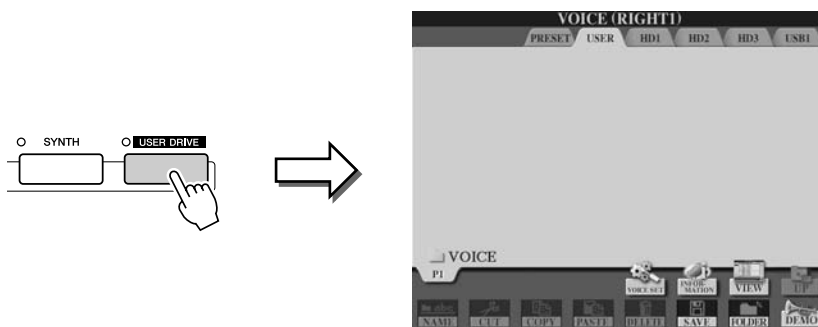 SYNTH
USER DRIVE
VOICE (RIGHT1)
PRESET USER HD1 HD2 HD3 USB1
VOICE
P1
VOICE SET
INFOR-
MATION
VIEW
UP
NAME CUT COPY PASTE DELETE SAVE FOLDER DEMO